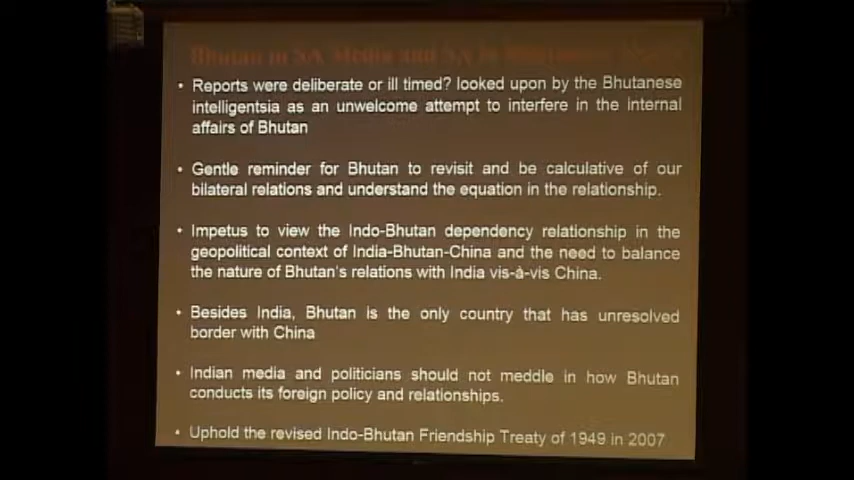 Bhutan in SA Media and SA in Bhutanese Media
• Reports were deliberate or ill timed? looked upon by the Bhutanese
intelligentsia as an unwelcome attempt to interfere in the internal
affairs of Bhutan
• Gentle reminder for Bhutan to revisit and be calculative of our
bilateral relations and understand the equation in the relationship.
• Impetus to view the Indo-Bhutan dependency relationship in the
geopolitical context of India-Bhutan-China and the need to balance
the nature of Bhutan's relations with India vis-à-vis China.
• Besides India, Bhutan is the only country that has unresolved
border with China
• Indian media and politicians should not meddle in how Bhutan
conducts its foreign policy and relationships.
• Uphold the revised Indo-Bhutan Friendship Treaty of 1949 in 2007